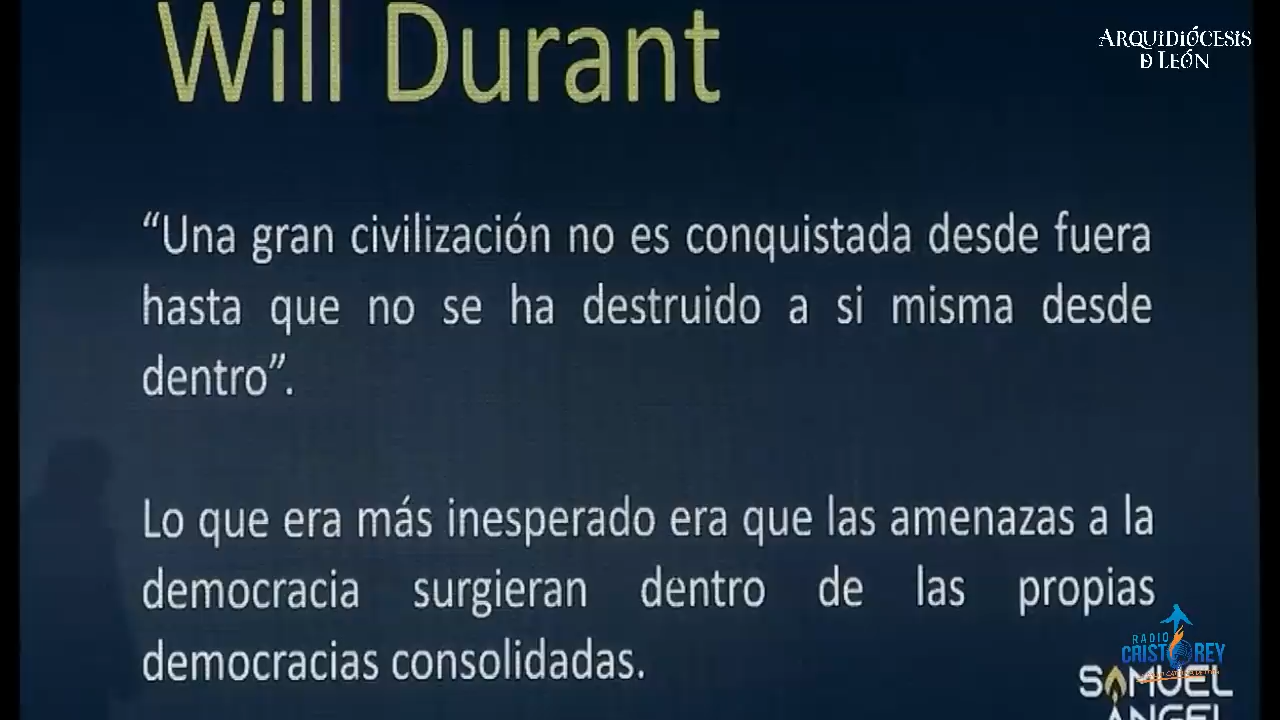 Will Durant
ARQUIDIÓCESIS
D LEÓN
“Una gran civilización no es conquistada desde fuera
hasta que no se ha destruido a si misma desde
dentro”.
Lo que era más inesperado era que las amenazas a la
democracia surgieran dentro de las propias
democracias consolidadas.
RADIO
CRISTO REY
SAMUEL
ANGEL